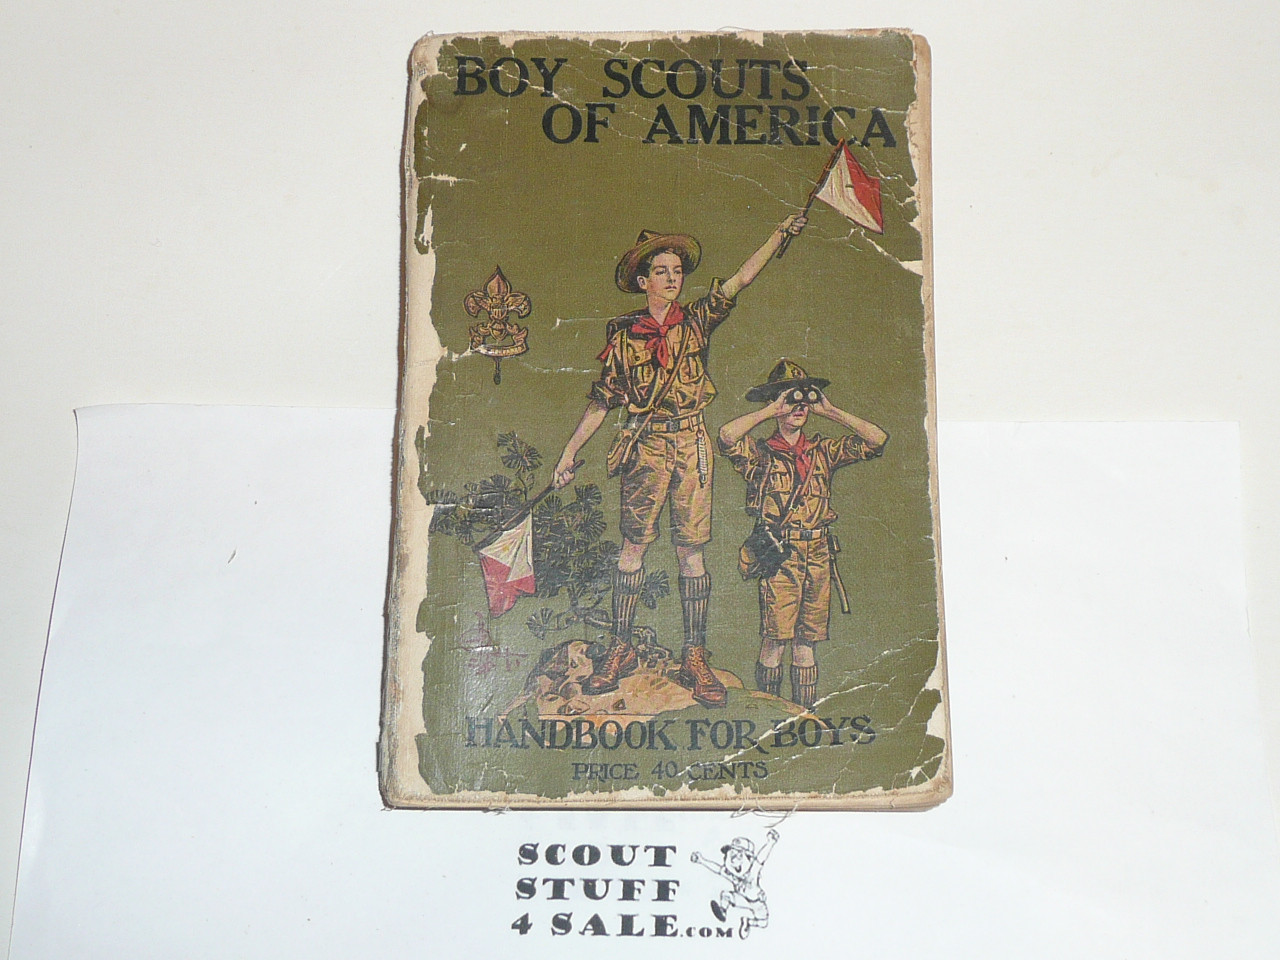 BOY SCOUTS
OF AMERICA
HANDBOOK FOR BOYS
PRICE 40 CENTS
SCOUT
STUFF
4 SALE.COM